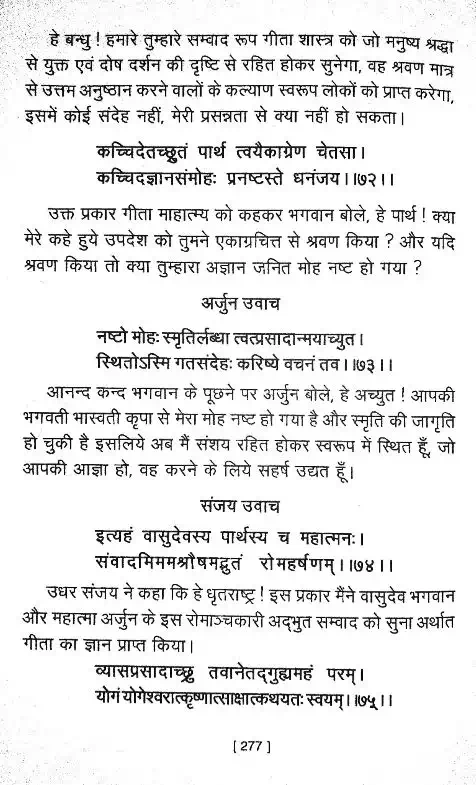 हे बन्धु ! हमारे तुम्हारे सम्वाद रूप गीता शास्त्र को जो मनुष्य श्रद्धा
से युक्त एवं दोष दर्शन की दृष्टि से रहित होकर सुनेगा, वह श्रवण मात्र
से उत्तम अनुष्ठान करने वालों के कल्याण स्वरूप लोकों को प्राप्त करेगा,
इसमें कोई संदेह नहीं, मेरी प्रसन्नता से क्या नहीं हो सकता।
कच्चिदेतच्छ्रुतं पार्थ त्वयैकाग्रेण चेतसा।
कच्चिदज्ञानसंमोहः प्रनष्टस्ते धनंजय।।७२।।
उक्त प्रकार गीता माहात्म्य को कहकर भगवान बोले, हे पार्थ ! क्या
मेरे कहे हुये उपदेश को तुमने एकाग्रचित्त से श्रवण किया ? और यदि
श्रवण किया तो क्या तुम्हारा अज्ञान जनित मोह नष्ट हो गया ?
अर्जुन उवाच
नष्टो मोहः स्मृतिर्लब्धा त्वत्प्रसादान्मयाच्युत।
स्थितोऽस्मि गतसंदेहः करिष्ये वचनं तव।।७३।।
आनन्द कन्द भगवान के पूछने पर अर्जुन बोले, हे अच्युत ! आपकी
भगवती भास्वती कृपा से मेरा मोह नष्ट हो गया है और स्मृति की जागृति
हो चुकी है इसलिये अब मैं संशय रहित होकर स्वरूप में स्थित हूँ, जो
आपकी आज्ञा हो, वह करने के लिये सहर्ष उद्यत हूँ।
संजय उवाच
इत्यहं वासुदेवस्य पार्थस्य च महात्मनः।
संवादमिममश्रौषमद्भुतं रोमहर्षणम्।।७४।।
उधर संजय ने कहा कि हे धृतराष्ट्र ! इस प्रकार मैंने वासुदेव भगवान
और महात्मा अर्जुन के इस रोमाञ्चकारी अद्भुत सम्वाद को सुना अर्थात
गीता का ज्ञान प्राप्त किया।
व्यासप्रसादाच्छ्रु तवानेतद्गुह्यमहं परम्।
योगं योगेश्वरात्कृष्णात्साक्षात्कथयतः स्वयम्।।७५।।
[ 277 ]